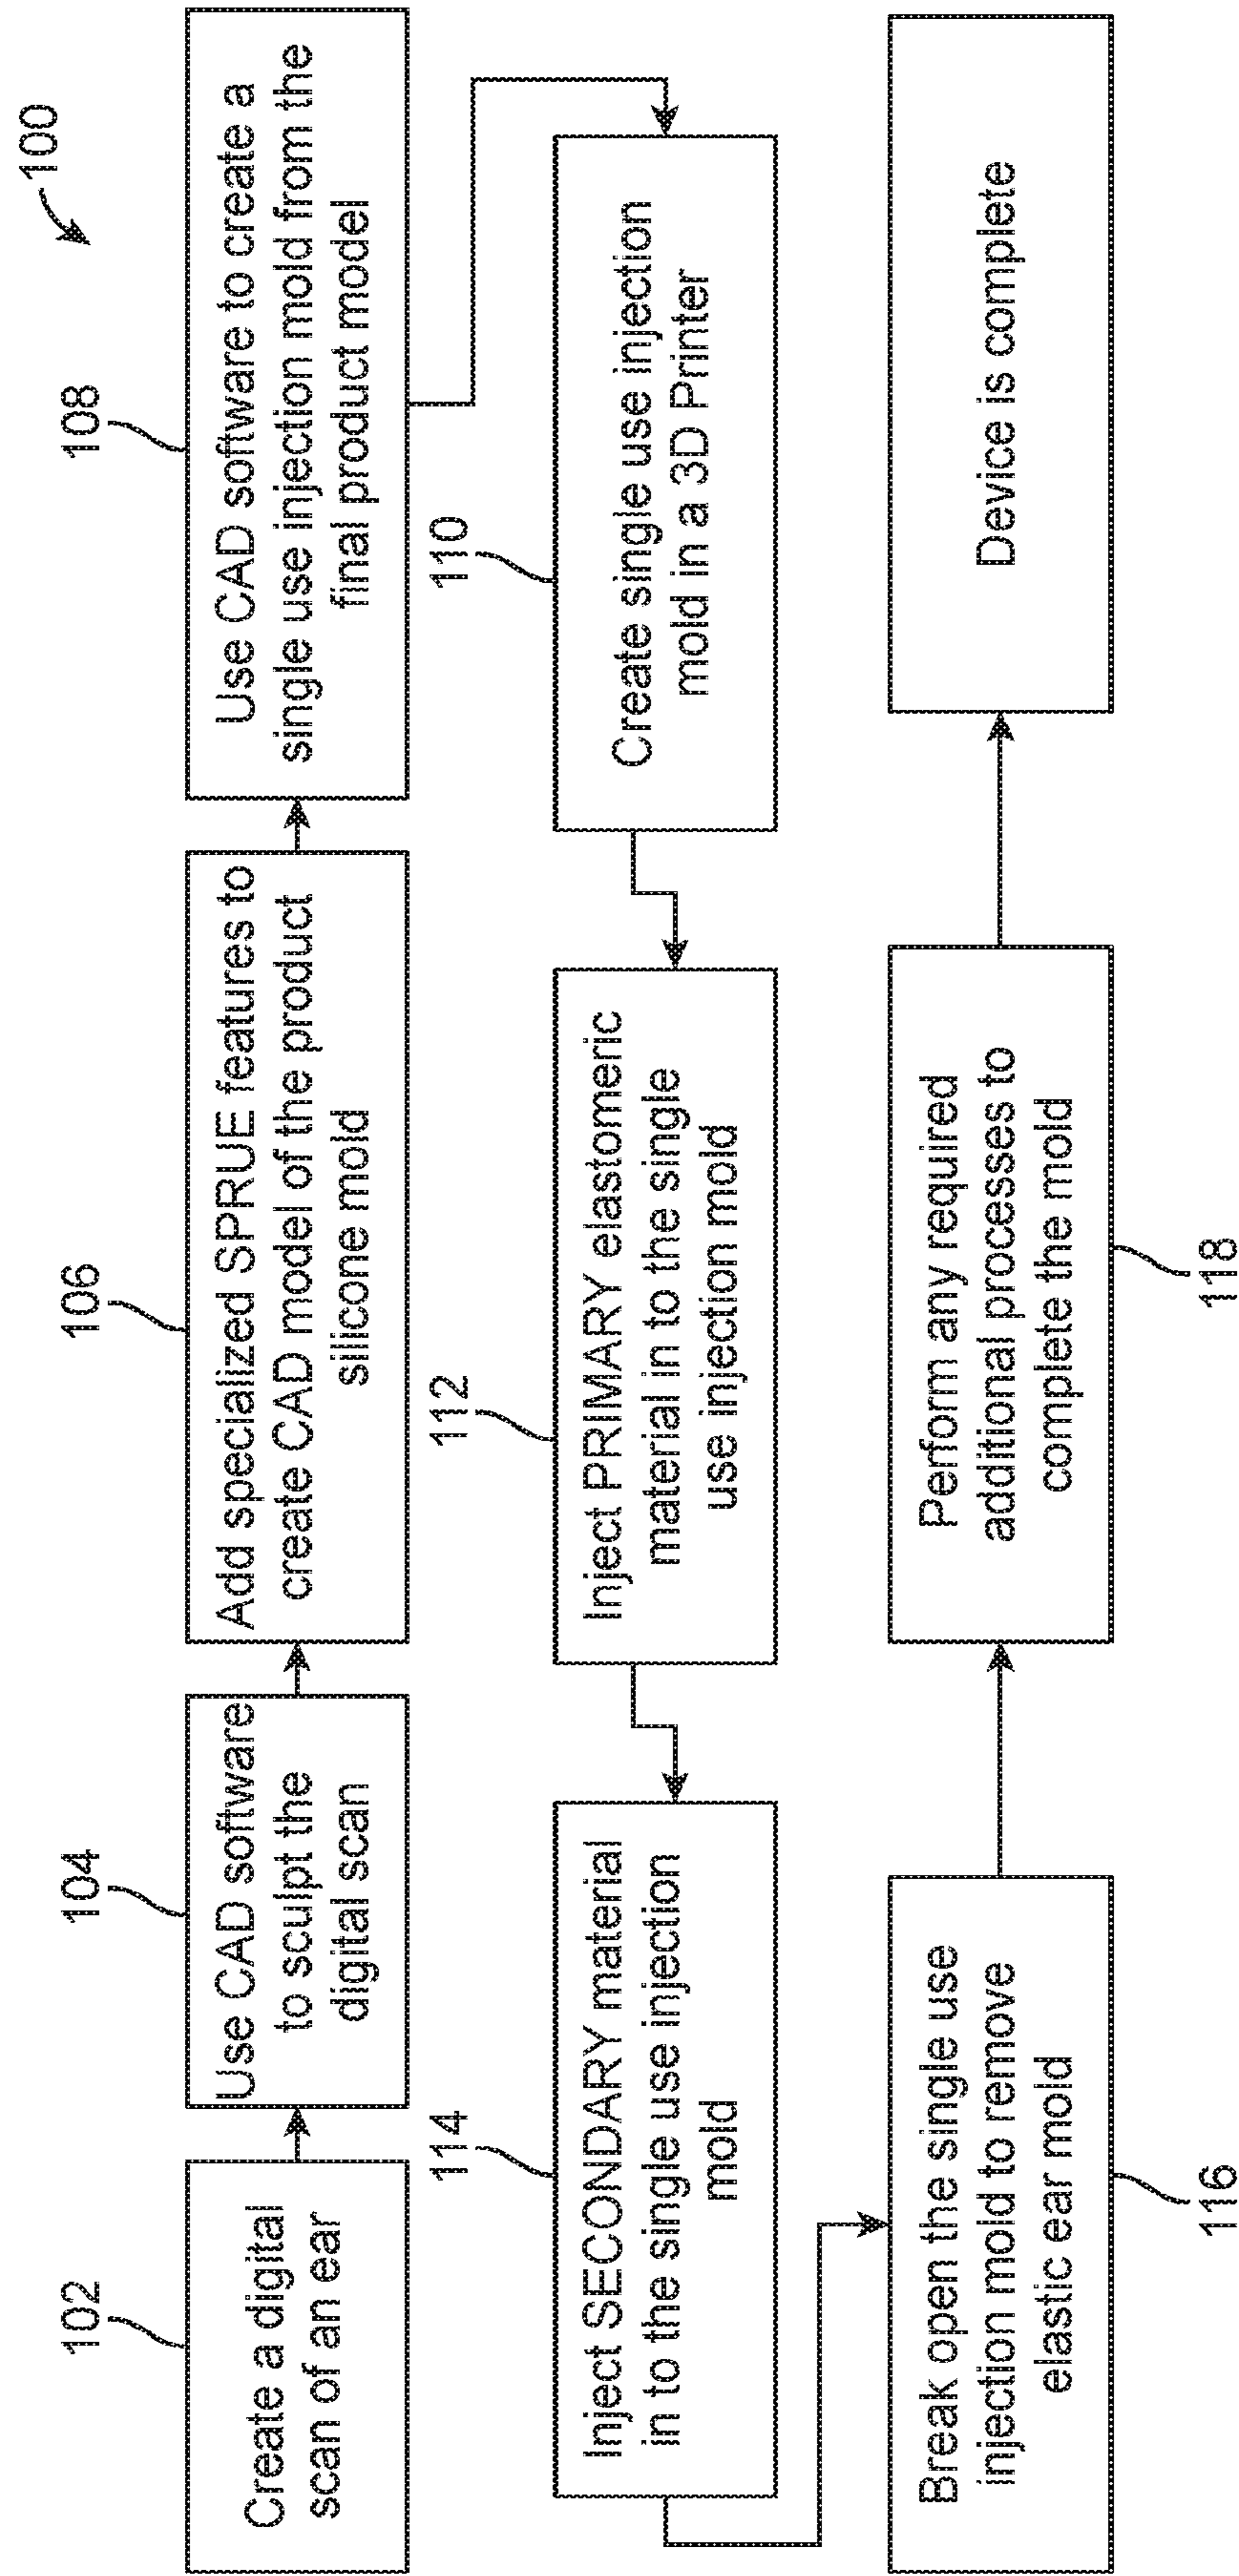 100
102
Create a digital
scan of an ear
104
Use CAD software
to sculpt the
digital scan
106
Add specialized SPRUE features to
create CAD model of the product
silicone mold
108
Use CAD software to create a
single use injection mold from the
final product model
110
Create single use injection
mold in a 3D Printer
112
Inject PRIMARY elastomeric
material in to the single
use injection mold
114
Inject SECONDARY material
in to the single use injection
mold
Break open the single use
injection mold to remove
elastic ear mold
116
Perform any required
additional processes to
complete the mold
118
Device is complete